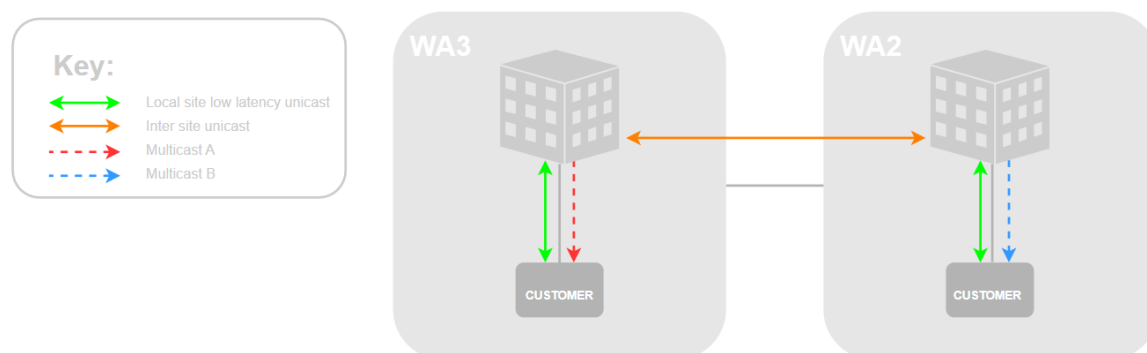 Key:
Local site low latency unicast
Inter site unicast
Multicast A
Multicast B
WA3
WA2
CUSTOMER
CUSTOMER